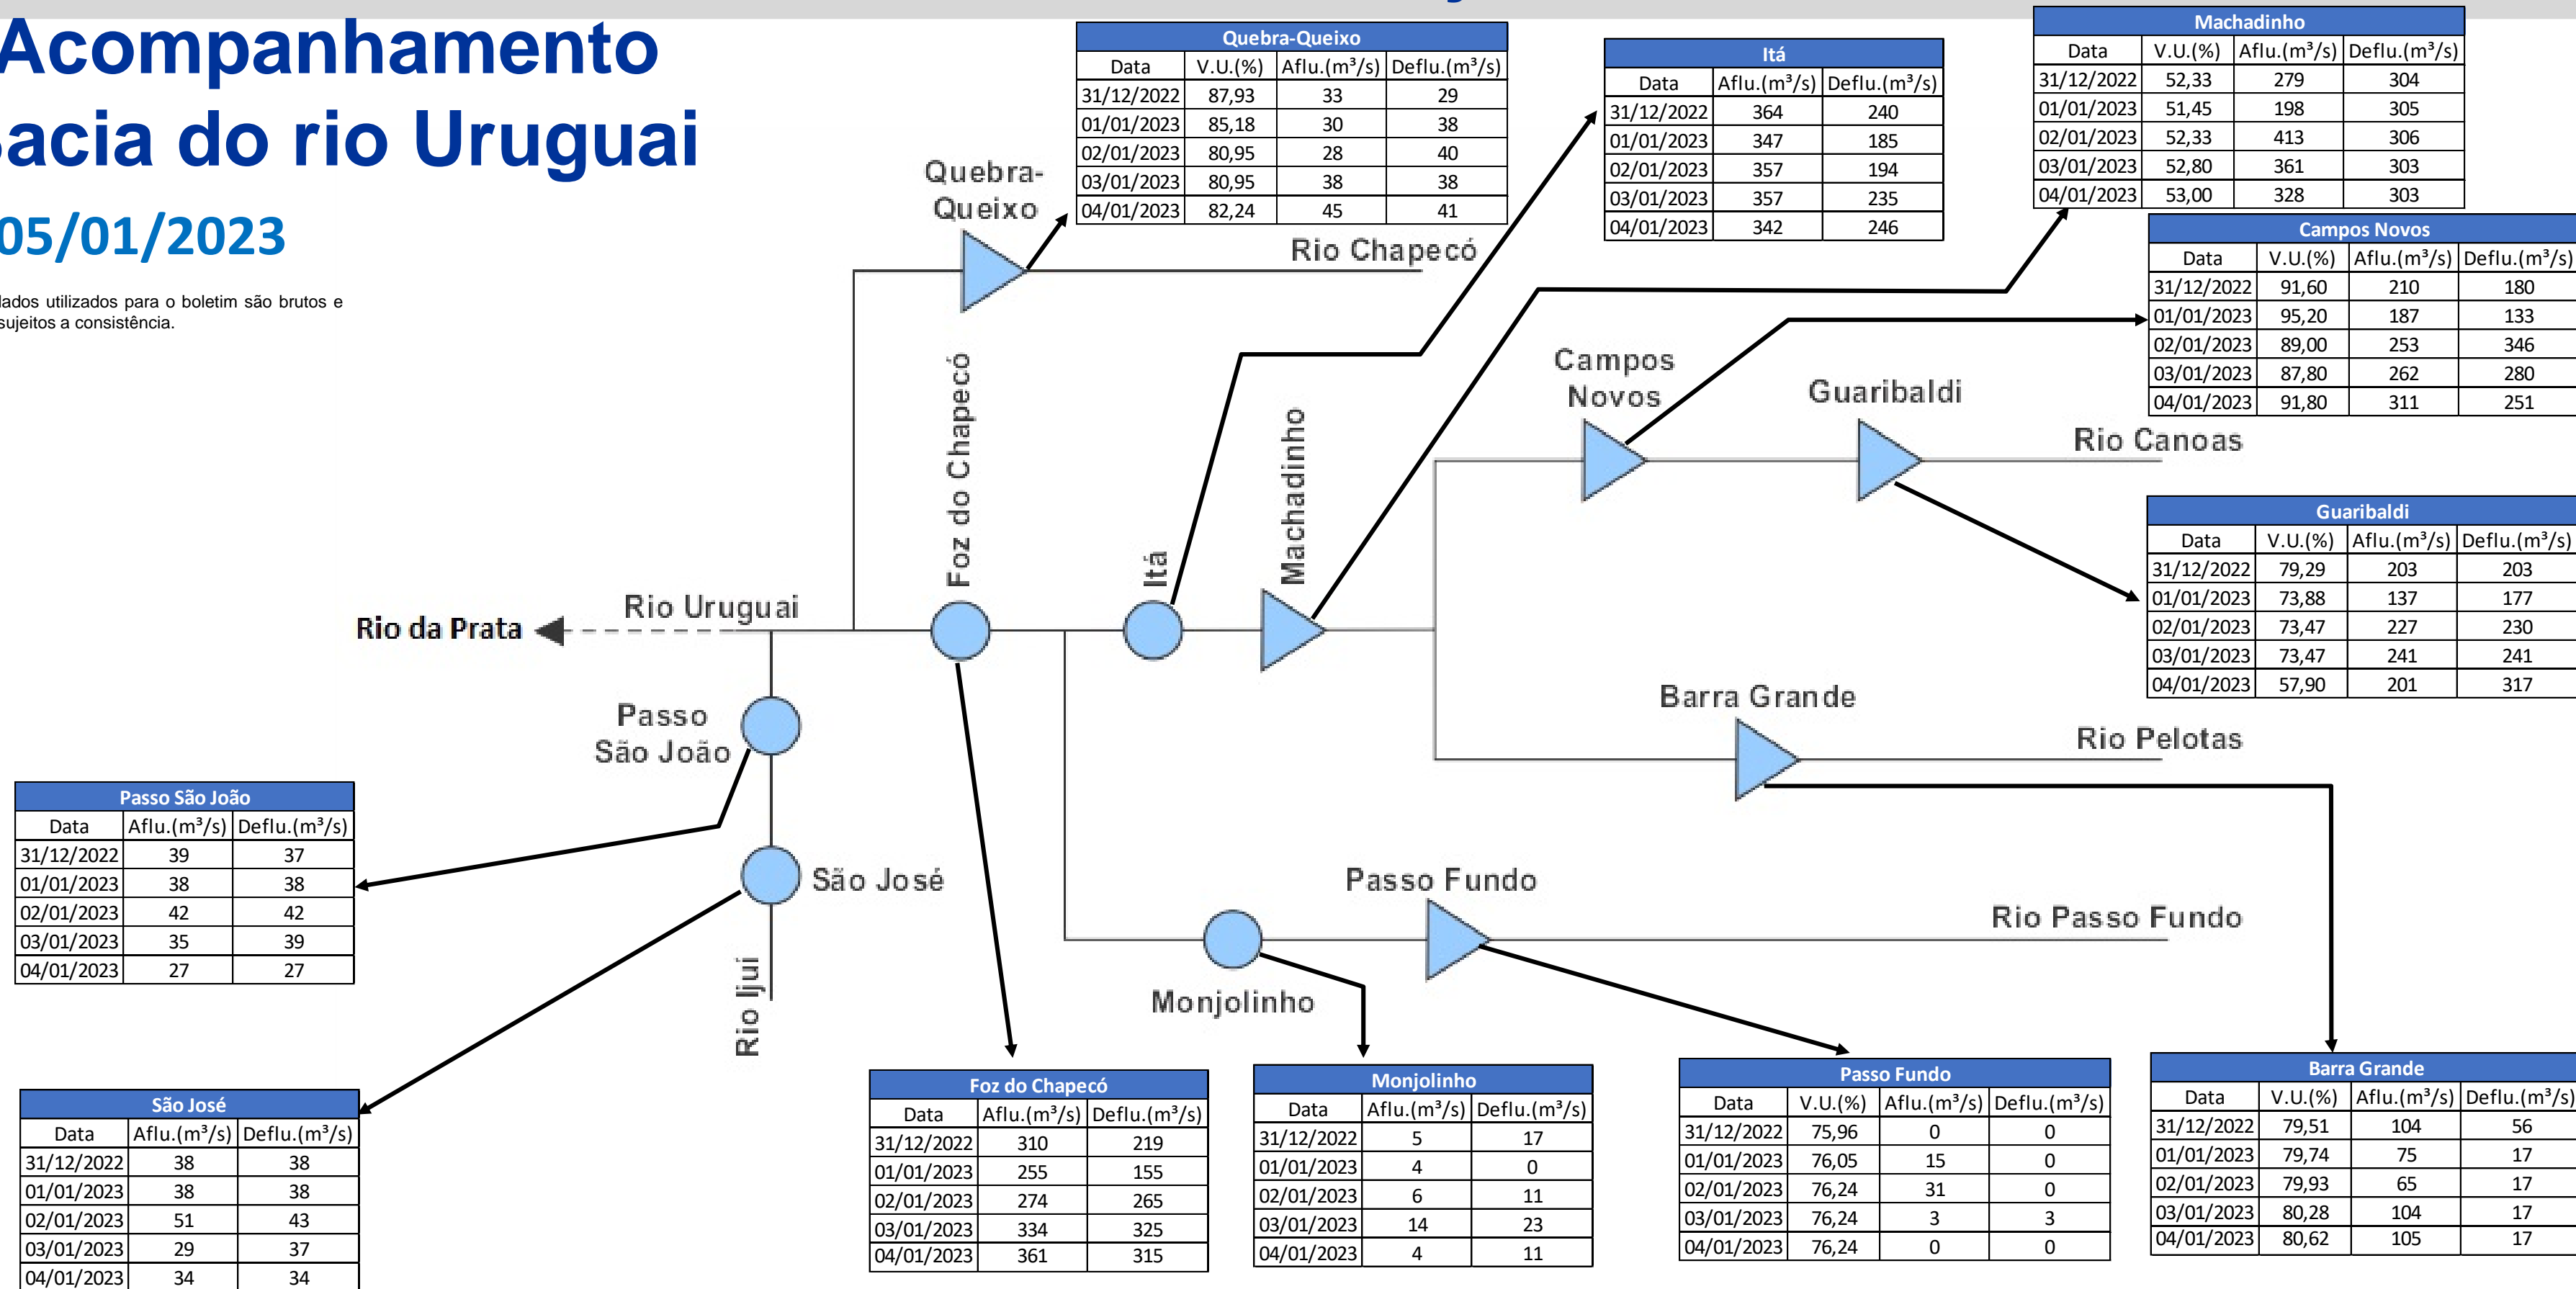 Acompanhamento
Bacia do rio Uruguai
05/01/2023
dados utilizados para o boletim são brutos e
sujeitos a consistência.
Quebra-Queixo
Data V.U.(%) Aflu.(m³/s) Deflu.(m³/s)
31/12/2022 87,93 33 29
01/01/2023 85,18 30 38
02/01/2023 80,95 28 40
03/01/2023 80,95 38 38
04/01/2023 82,24 45 41
Itá
Data Aflu.(m³/s) Deflu.(m³/s)
31/12/2022 364 240
01/01/2023 347 185
02/01/2023 357 194
03/01/2023 357 235
04/01/2023 342 246
Machadinho
Data V.U.(%) Aflu.(m³/s) Deflu.(m³/s)
31/12/2022 52,33 279 304
01/01/2023 51,45 198 305
02/01/2023 52,33 413 306
03/01/2023 52,80 361 303
04/01/2023 53,00 328 303
Campos Novos
Data V.U.(%) Aflu.(m³/s) Deflu.(m³/s)
31/12/2022 91,60 210 180
01/01/2023 95,20 187 133
02/01/2023 89,00 253 346
03/01/2023 87,80 262 280
04/01/2023 91,80 311 251
Quebra-
Queixo
Rio Chapecó
Foz do Chapecó
Itá
Machadinho
Campos
Novos
Guaribaldi
Rio Canoas
Guaribaldi
Data V.U.(%) Aflu.(m³/s) Deflu.(m³/s)
31/12/2022 79,29 203 203
01/01/2023 73,88 137 177
02/01/2023 73,47 227 230
03/01/2023 73,47 241 241
04/01/2023 57,90 201 317
Rio da Prata
Rio Uruguai
Passo
São João
Barra Grande
Rio Pelotas
São José
Rio Ijui
Passo Fundo
Rio Passo Fundo
Monjolinho
Passo São João
Data Aflu.(m³/s) Deflu.(m³/s)
31/12/2022 39 37
01/01/2023 38 38
02/01/2023 42 42
03/01/2023 35 39
04/01/2023 27 27
São José
Data Aflu.(m³/s) Deflu.(m³/s)
31/12/2022 38 38
01/01/2023 38 38
02/01/2023 51 43
03/01/2023 29 37
04/01/2023 34 34
Foz do Chapecó
Data Aflu.(m³/s) Deflu.(m³/s)
31/12/2022 310 219
01/01/2023 255 155
02/01/2023 274 265
03/01/2023 334 325
04/01/2023 361 315
Monjolinho
Data Aflu.(m³/s) Deflu.(m³/s)
31/12/2022 5 17
01/01/2023 4 0
02/01/2023 6 11
03/01/2023 14 23
04/01/2023 4 11
Passo Fundo
Data V.U.(%) Aflu.(m³/s) Deflu.(m³/s)
31/12/2022 75,96 0 0
01/01/2023 76,05 15 0
02/01/2023 76,24 31 0
03/01/2023 76,24 3 3
04/01/2023 76,24 0 0
Barra Grande
Data V.U.(%) Aflu.(m³/s) Deflu.(m³/s)
31/12/2022 79,51 104 56
01/01/2023 79,74 75 17
02/01/2023 79,93 65 17
03/01/2023 80,28 104 17
04/01/2023 80,62 105 17